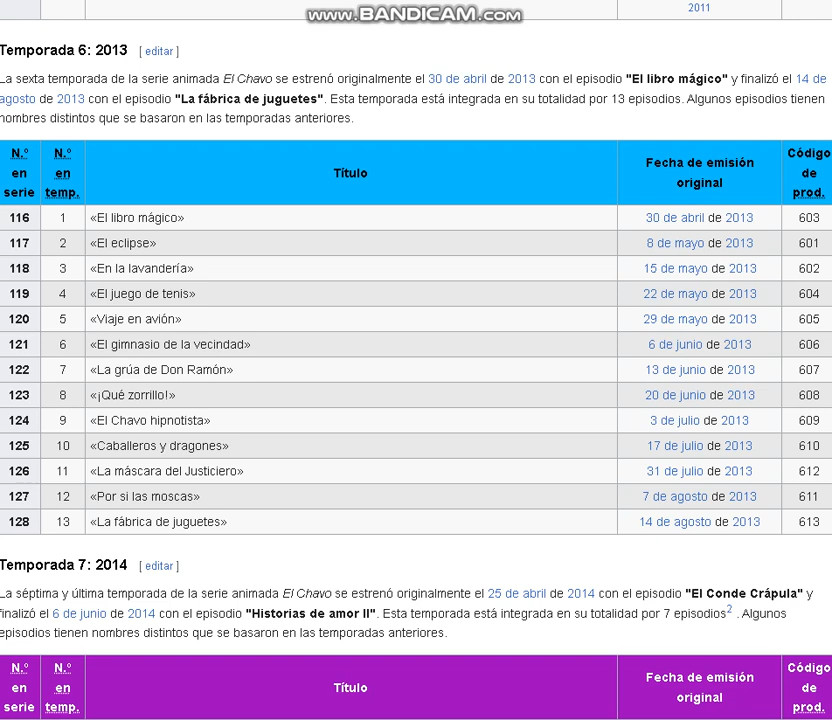 www.BANDICAM.com
2011
Temporada 6: 2013 [ editar ]
La sexta temporada de la serie animada El Chavo se estrenó originalmente el 30 de abril de 2013 con el episodio "El libro mágico" y finalizó el 14 de
agosto de 2013 con el episodio "La fábrica de juguetes". Esta temporada está integrada en su totalidad por 13 episodios. Algunos episodios tienen
nombres distintos que se basaron en las temporadas anteriores.
N.º en serie N.º en temp. Título Fecha de emisión original Código de prod.
116 1 «El libro mágico» 30 de abril de 2013 603
117 2 «El eclipse» 8 de mayo de 2013 601
118 3 «En la lavandería» 15 de mayo de 2013 602
119 4 «El juego de tenis» 22 de mayo de 2013 604
120 5 «Viaje en avión» 29 de mayo de 2013 605
121 6 «El gimnasio de la vecindad» 6 de junio de 2013 606
122 7 «La grúa de Don Ramón» 13 de junio de 2013 607
123 8 «¡Qué zorrillo!» 20 de junio de 2013 608
124 9 «El Chavo hipnotista» 3 de julio de 2013 609
125 10 «Caballeros y dragones» 17 de julio de 2013 610
126 11 «La máscara del Justiciero» 31 de julio de 2013 612
127 12 «Por si las moscas» 7 de agosto de 2013 611
128 13 «La fábrica de juguetes» 14 de agosto de 2013 613
Temporada 7: 2014 [ editar ]
La séptima y última temporada de la serie animada El Chavo se estrenó originalmente el 25 de abril de 2014 con el episodio "El Conde Crápula" y
finalizó el 6 de junio de 2014 con el episodio "Historias de amor II". Esta temporada está integrada en su totalidad por 7 episodios2 . Algunos
episodios tienen nombres distintos que se basaron en las temporadas anteriores.
N.º en serie N.º en temp. Título Fecha de emisión original Código de prod.